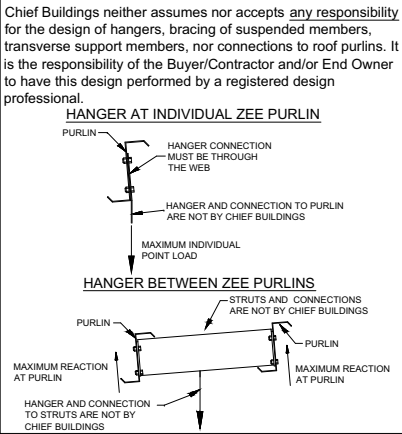 Chief Buildings neither assumes nor accepts any responsibility
for the design of hangers, bracing of suspended members,
transverse support members, nor connections to roof purlins. It
is the responsibility of the Buyer/Contractor and/or End Owner
to have this design performed by a registered design
professional.
HANGER AT INDIVIDUAL ZEE PURLIN
PURLIN
HANGER CONNECTION
MUST BE THROUGH
THE WEB
HANGER AND CONNECTION TO PURLIN
ARE NOT BY CHIEF BUILDINGS
MAXIMUM INDIVIDUAL
POINT LOAD
HANGER BETWEEN ZEE PURLINS
STRUTS AND CONNECTIONS
ARE NOT BY CHIEF BUILDINGS
PURLIN
PURLIN
MAXIMUM REACTION
AT PURLIN
MAXIMUM REACTION
AT PURLIN
HANGER AND CONNECTION
TO STRUTS ARE NOT BY
CHIEF BUILDINGS